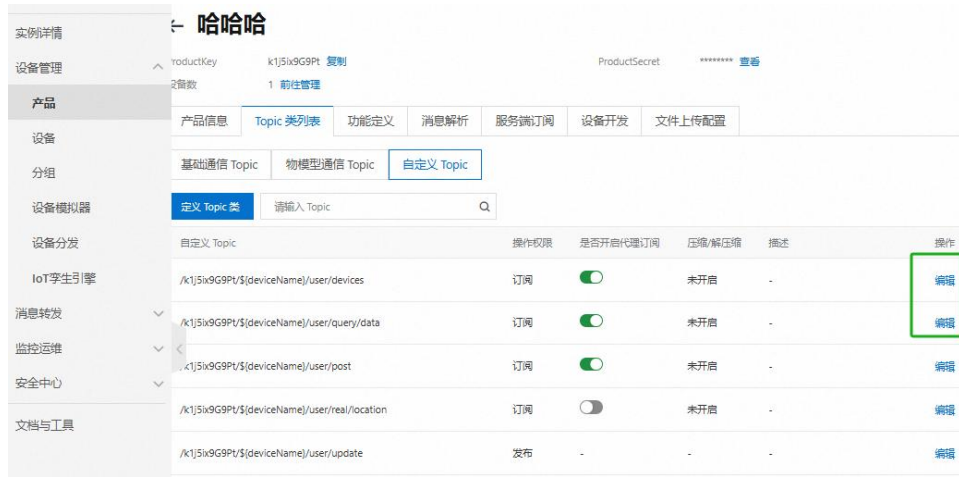 实例详情
设备管理
产品
设备
分组
设备模拟器
设备分发
IoT孪生引擎
消息转发
监控运维
安全中心
文档与工具
← 哈哈哈
roductKey k1j5ix9G9Pt 复制 ProductSecret ******** 查看
设备数 1 前往管理
产品信息 Topic 类列表 功能定义 消息解析 服务端订阅 设备开发 文件上传配置
基础通信 Topic 物模型通信 Topic 自定义 Topic
定义 Topic 类 请输入 Topic
自定义 Topic 操作权限 是否开启代理订阅 压缩/解压缩 描述 操作
/k1j5ix9G9Pt/${deviceName}/user/devices 订阅 未开启 - 编辑
/k1j5ix9G9Pt/${deviceName}/user/query/data 订阅 未开启 - 编辑
/k1j5ix9G9Pt/${deviceName}/user/post 订阅 未开启 - 编辑
/k1j5ix9G9Pt/${deviceName}/user/real/location 订阅 未开启 - 编辑
/k1j5ix9G9Pt/${deviceName}/user/update 发布 - - - 编辑